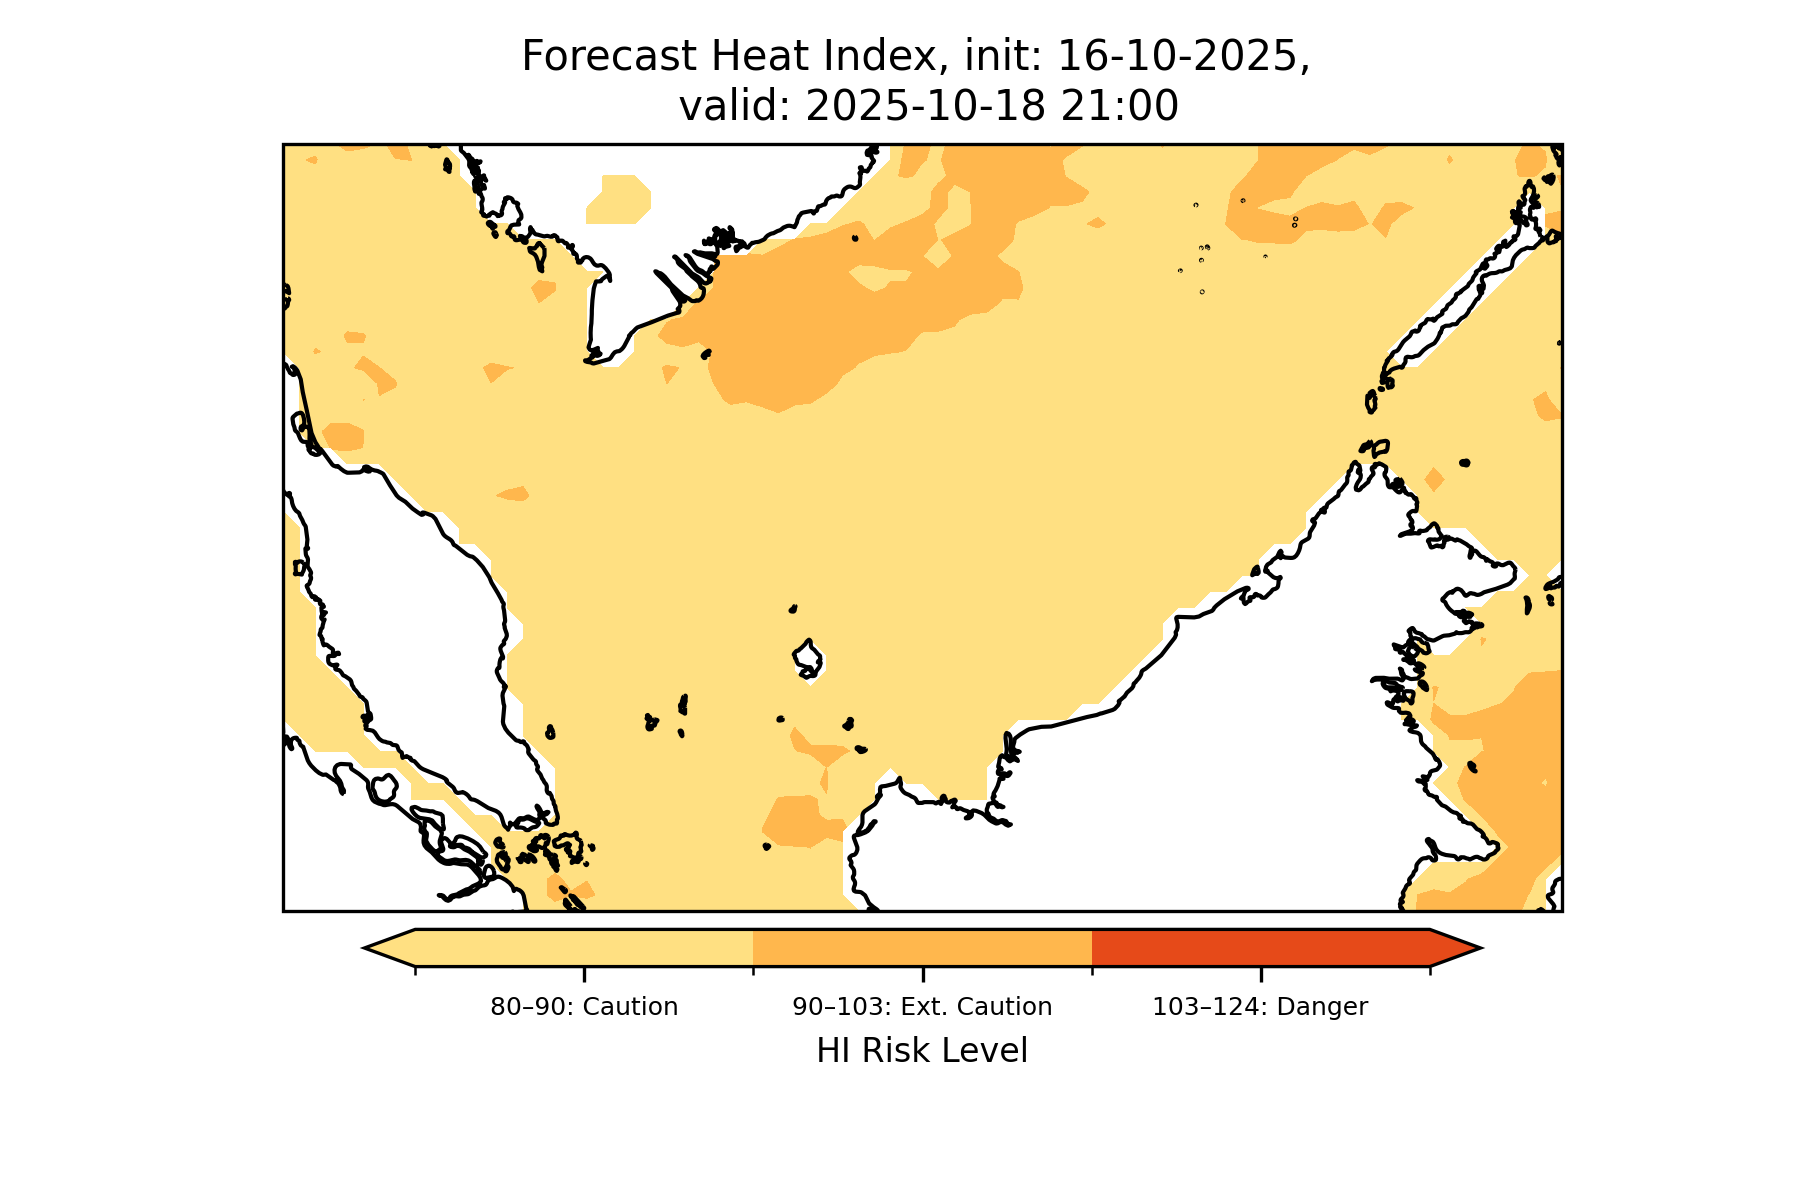 Forecast Heat Index, init: 16-10-2025,
valid: 2025-10-18 21:00
80–90: Caution
90–103: Ext. Caution
103–124: Danger
HI Risk Level